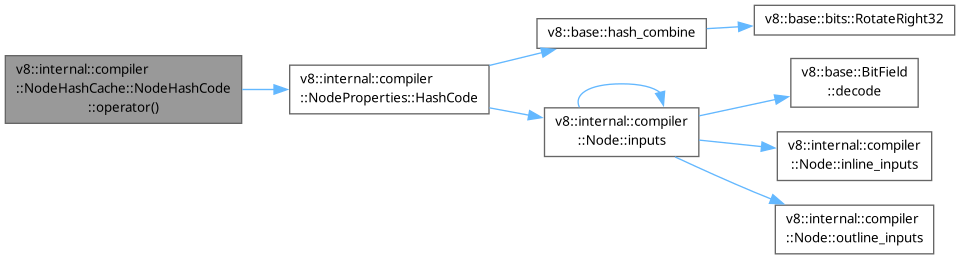 v8::internal::compiler
::NodeHashCache::NodeHashCode
::operator()
v8::internal::compiler
::NodeProperties::HashCode
v8::base::hash_combine
v8::base::bits::RotateRight32
v8::internal::compiler
::Node::inputs
v8::base::BitField
::decode
v8::internal::compiler
::Node::inline_inputs
v8::internal::compiler
::Node::outline_inputs